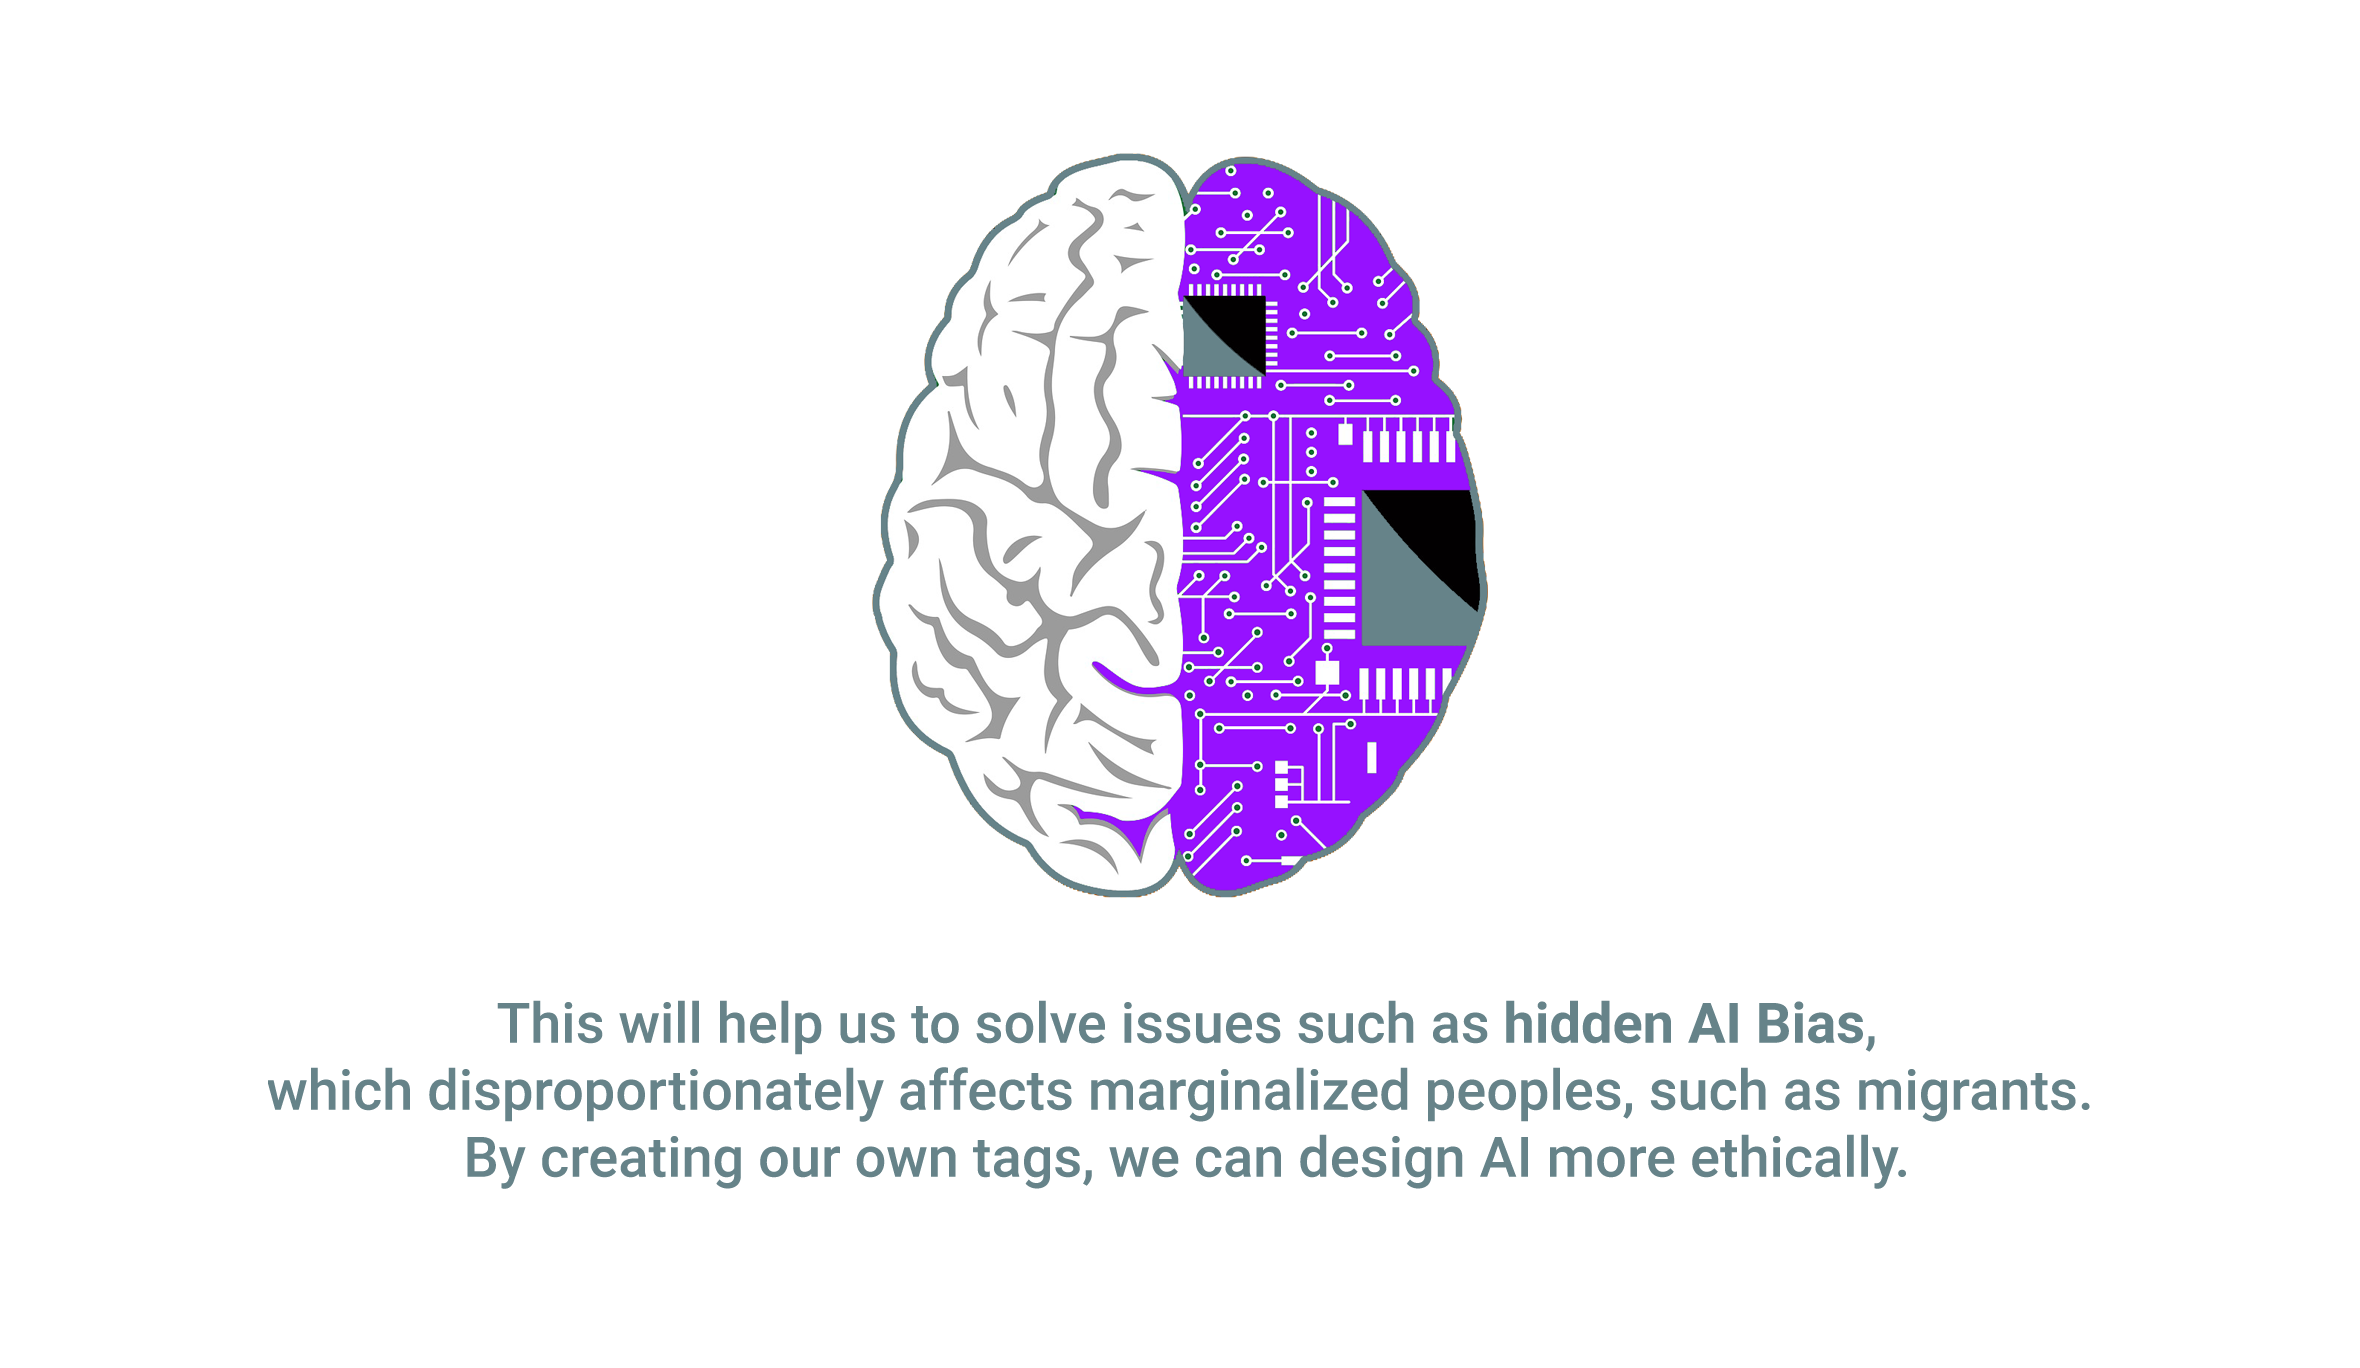 This will help us to solve issues such as hidden AI Bias,
which disproportionately affects marginalized peoples, such as migrants.
By creating our own tags, we can design AI more ethically.